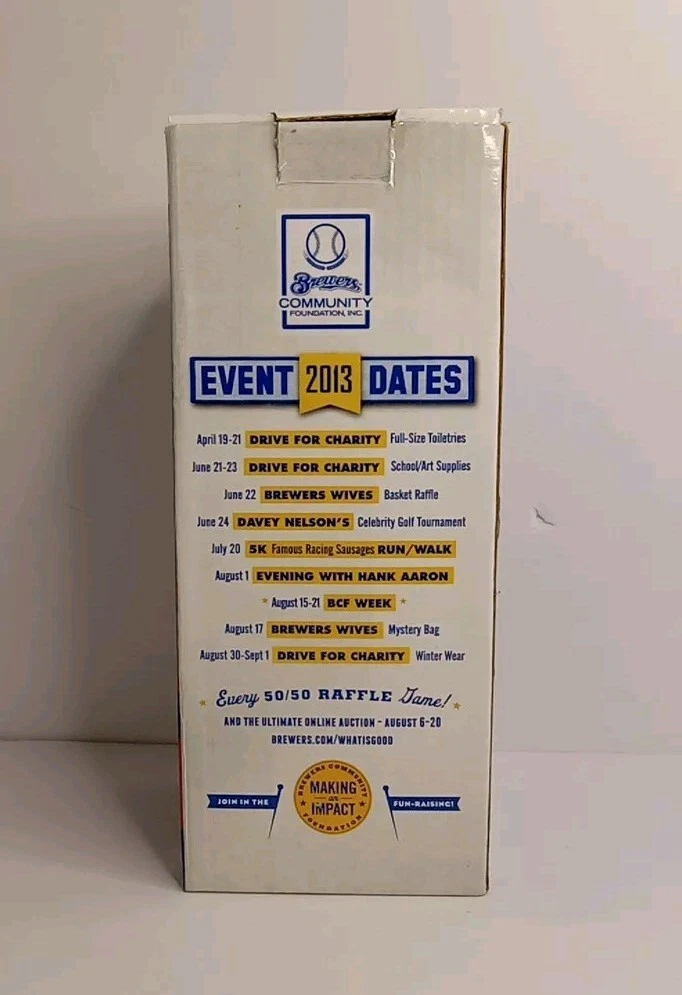 Brewers
COMMUNITY
FOUNDATION, INC.
EVENT 2013 DATES
April 19-21 DRIVE FOR CHARITY Full-Size Toiletries
June 21-23 DRIVE FOR CHARITY School/Art Supplies
June 22 BREWERS WIVES Basket Raffle
June 24 DAVEY NELSON'S Celebrity Golf Tournament
July 20 5K Famous Racing Sausages RUN/WALK
August 1 EVENING WITH HANK AARON
* August 15-21 BCF WEEK *
August 17 BREWERS WIVES Mystery Bag
August 30-Sept 1 DRIVE FOR CHARITY Winter Wear
Every 50/50 RAFFLE Game!
AND THE ULTIMATE ONLINE AUCTION - AUGUST 6-20
BREWERS.COM/WHATISGOOD
BREWERS COMMUNITY
JOIN IN THE
MAKING
an
IMPACT
FUN-RAISING!
FOUNDATION